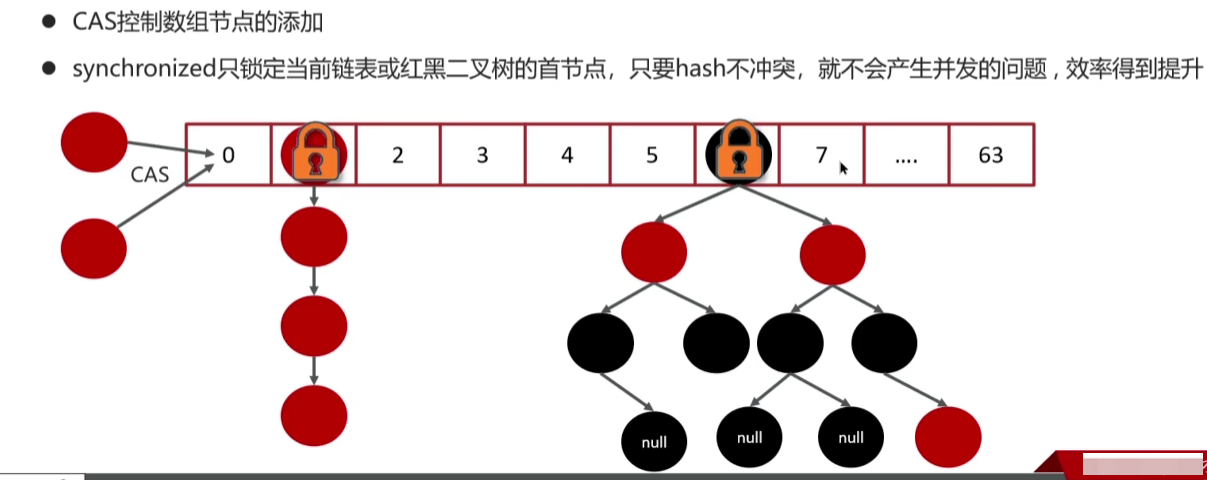 ● CAS控制数组节点的添加
● synchronized只锁定当前链表或红黑二叉树的首节点，只要hash不冲突，就不会产生并发的问题 , 效率得到提升
0 2 3 4 5 7 .... 63
CAS
null null null